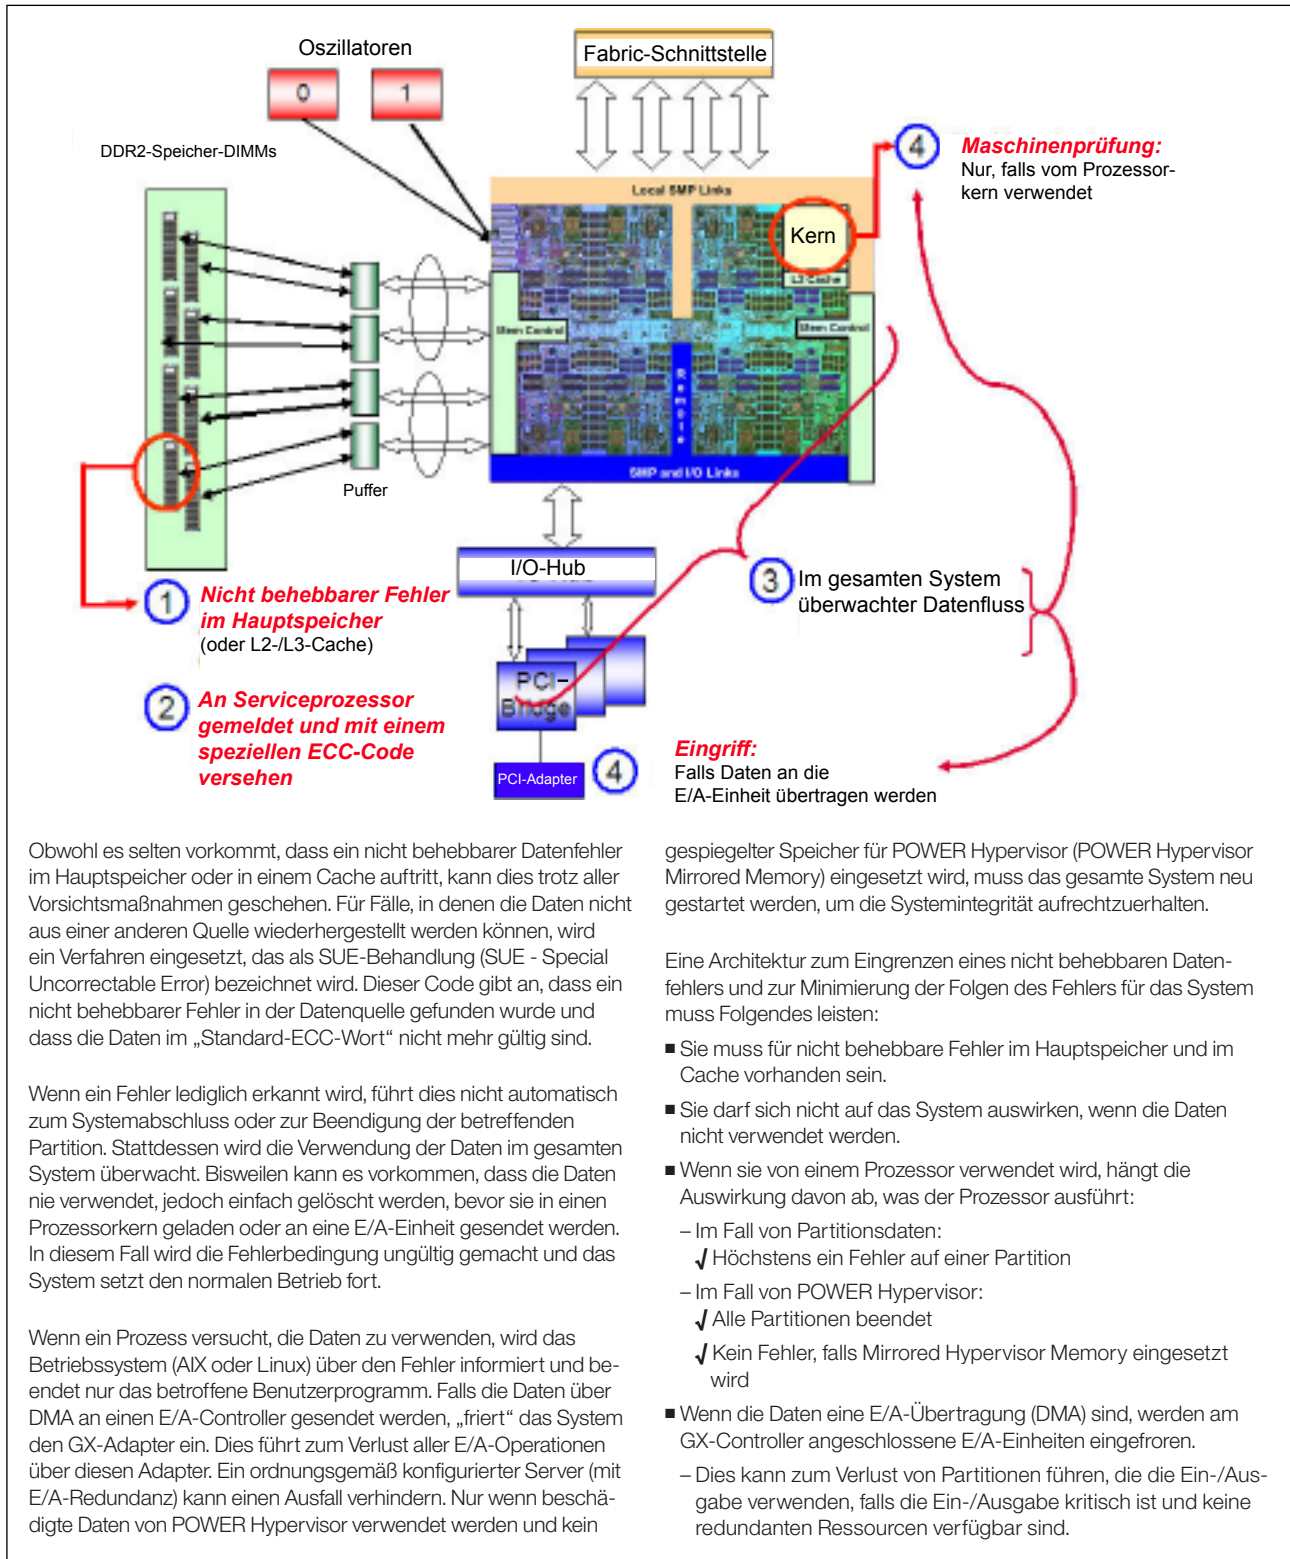 Oszillatoren
0
1
Fabric-Schnittstelle
DDR2-Speicher-DIMMs
4
Maschinenprüfung:
Nur, falls vom Prozessor-
kern verwendet
Local SMP Links
Kern
L3 Cache
Mem Control
Mem Control
Remote
SMP and I/O Links
Puffer
I/O-Hub
1
Nicht behebbarer Fehler
im Hauptspeicher
(oder L2-/L3-Cache)
3
Im gesamten System
überwachter Datenfluss
2
An Serviceprozessor
gemeldet und mit einem
speziellen ECC-Code
versehen
PCI-
Bridge
PCI-Adapter
4
Eingriff:
Falls Daten an die
E/A-Einheit übertragen werden
Obwohl es selten vorkommt, dass ein nicht behebbarer Datenfehler
im Hauptspeicher oder in einem Cache auftritt, kann dies trotz aller
Vorsichtsmaßnahmen geschehen. Für Fälle, in denen die Daten nicht
aus einer anderen Quelle wiederhergestellt werden können, wird
ein Verfahren eingesetzt, das als SUE-Behandlung (SUE - Special
Uncorrectable Error) bezeichnet wird. Dieser Code gibt an, dass ein
nicht behebbarer Fehler in der Datenquelle gefunden wurde und
dass die Daten im „Standard-ECC-Wort“ nicht mehr gültig sind.
Wenn ein Fehler lediglich erkannt wird, führt dies nicht automatisch
zum Systemabschluss oder zur Beendigung der betreffenden
Partition. Stattdessen wird die Verwendung der Daten im gesamten
System überwacht. Bisweilen kann es vorkommen, dass die Daten
nie verwendet, jedoch einfach gelöscht werden, bevor sie in einen
Prozessorkern geladen oder an eine E/A-Einheit gesendet werden.
In diesem Fall wird die Fehlerbedingung ungültig gemacht und das
System setzt den normalen Betrieb fort.
Wenn ein Prozess versucht, die Daten zu verwenden, wird das
Betriebssystem (AIX oder Linux) über den Fehler informiert und be-
endet nur das betroffene Benutzerprogramm. Falls die Daten über
DMA an einen E/A-Controller gesendet werden, „friert“ das System
den GX-Adapter ein. Dies führt zum Verlust aller E/A-Operationen
über diesen Adapter. Ein ordnungsgemäß konfigurierter Server (mit
E/A-Redundanz) kann einen Ausfall verhindern. Nur wenn beschä-
digte Daten von POWER Hypervisor verwendet werden und kein
gespiegelter Speicher für POWER Hypervisor (POWER Hypervisor
Mirrored Memory) eingesetzt wird, muss das gesamte System neu
gestartet werden, um die Systemintegrität aufrechtzuerhalten.
Eine Architektur zum Eingrenzen eines nicht behebbaren Daten-
fehlers und zur Minimierung der Folgen des Fehlers für das System
muss Folgendes leisten:
■ Sie muss für nicht behebbare Fehler im Hauptspeicher und im
Cache vorhanden sein.
■ Sie darf sich nicht auf das System auswirken, wenn die Daten
nicht verwendet werden.
■ Wenn sie von einem Prozessor verwendet wird, hängt die
Auswirkung davon ab, was der Prozessor ausführt:
– Im Fall von Partitionsdaten:
√ Höchstens ein Fehler auf einer Partition
– Im Fall von POWER Hypervisor:
√ Alle Partitionen beendet
√ Kein Fehler, falls Mirrored Hypervisor Memory eingesetzt
wird
■ Wenn die Daten eine E/A-Übertragung (DMA) sind, werden am
GX-Controller angeschlossene E/A-Einheiten eingefroren.
– Dies kann zum Verlust von Partitionen führen, die die Ein-/Aus-
gabe verwenden, falls die Ein-/Ausgabe kritisch ist und keine
redundanten Ressourcen verfügbar sind.